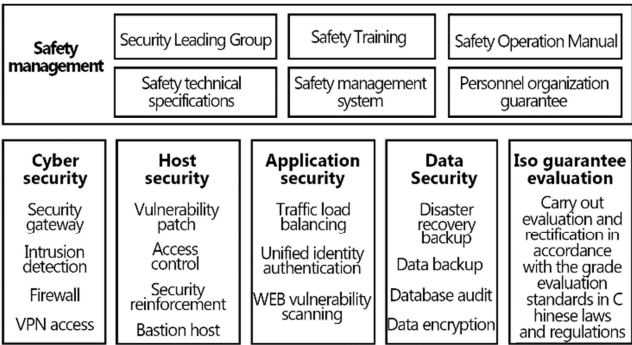 Safety
management
Security Leading Group
Safety Training
Safety Operation Manual
Safety technical
specifications
Safety management
system
Personnel organization
guarantee
Cyber
security
Security
gateway
Intrusion
detection
Firewall
VPN access
Host
security
Vulnerability
patch
Access
control
Security
reinforcement
Bastion host
Application
security
Traffic load
balancing
Unified identity
authentication
WEB vulnerability
scanning
Data
Security
Disaster
recovery
backup
Data backup
Database audit
Data encryption
Iso guarantee
evaluation
Carry out
evaluation and
rectification in
accordance
with the grade
evaluation
standards in C
hinese laws
and regulations